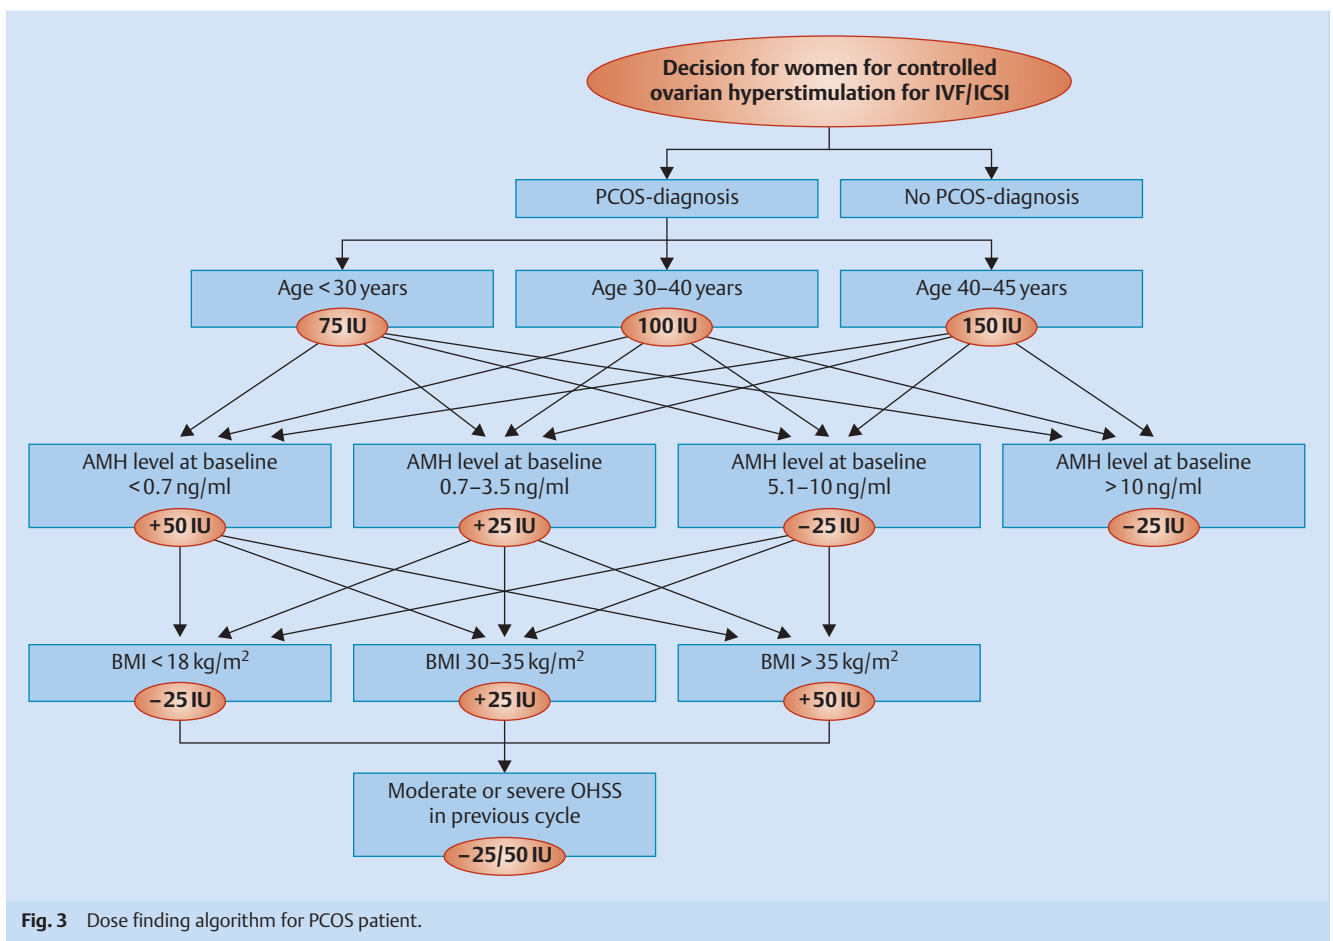 Decision for women for controlled
ovarian hyperstimulation for IVF/ICSI
PCOS-diagnosis
No PCOS-diagnosis
Age < 30 years
75 IU
Age 30–40 years
100 IU
Age 40–45 years
150 IU
AMH level at baseline
< 0.7 ng/ml
+50 IU
AMH level at baseline
0.7–3.5 ng/ml
+25 IU
AMH level at baseline
5.1–10 ng/ml
−25 IU
AMH level at baseline
> 10 ng/ml
−25 IU
BMI < 18 kg/m²
−25 IU
BMI 30–35 kg/m²
+25 IU
BMI > 35 kg/m²
+50 IU
Moderate or severe OHSS
in previous cycle
−25/50 IU
Fig. 3 Dose finding algorithm for PCOS patient.